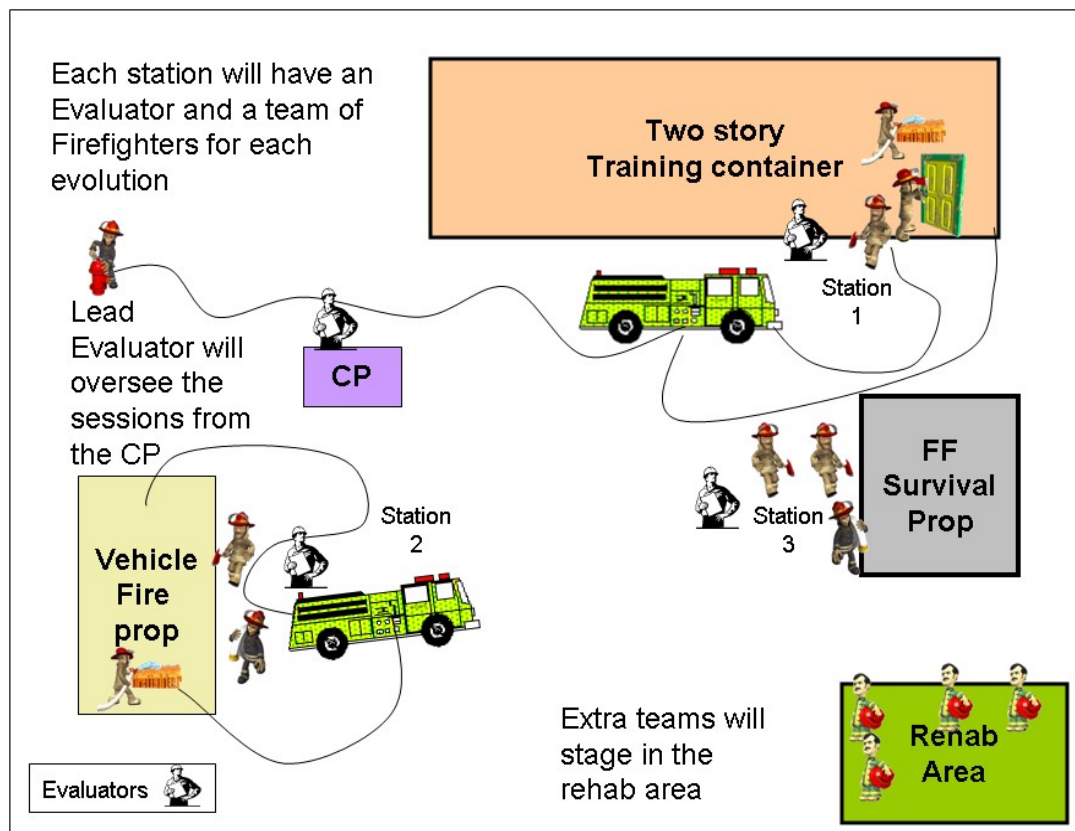 Each station will have an
Evaluator and a team of
Firefighters for each
evolution
Two story
Training container
Station
1
Lead
Evaluator will
oversee the
sessions from
the CP
CP
FF
Survival
Prop
Station
3
Station
2
Vehicle
Fire
prop
Extra teams will
stage in the
rehab area
Rehab
Area
Evaluators